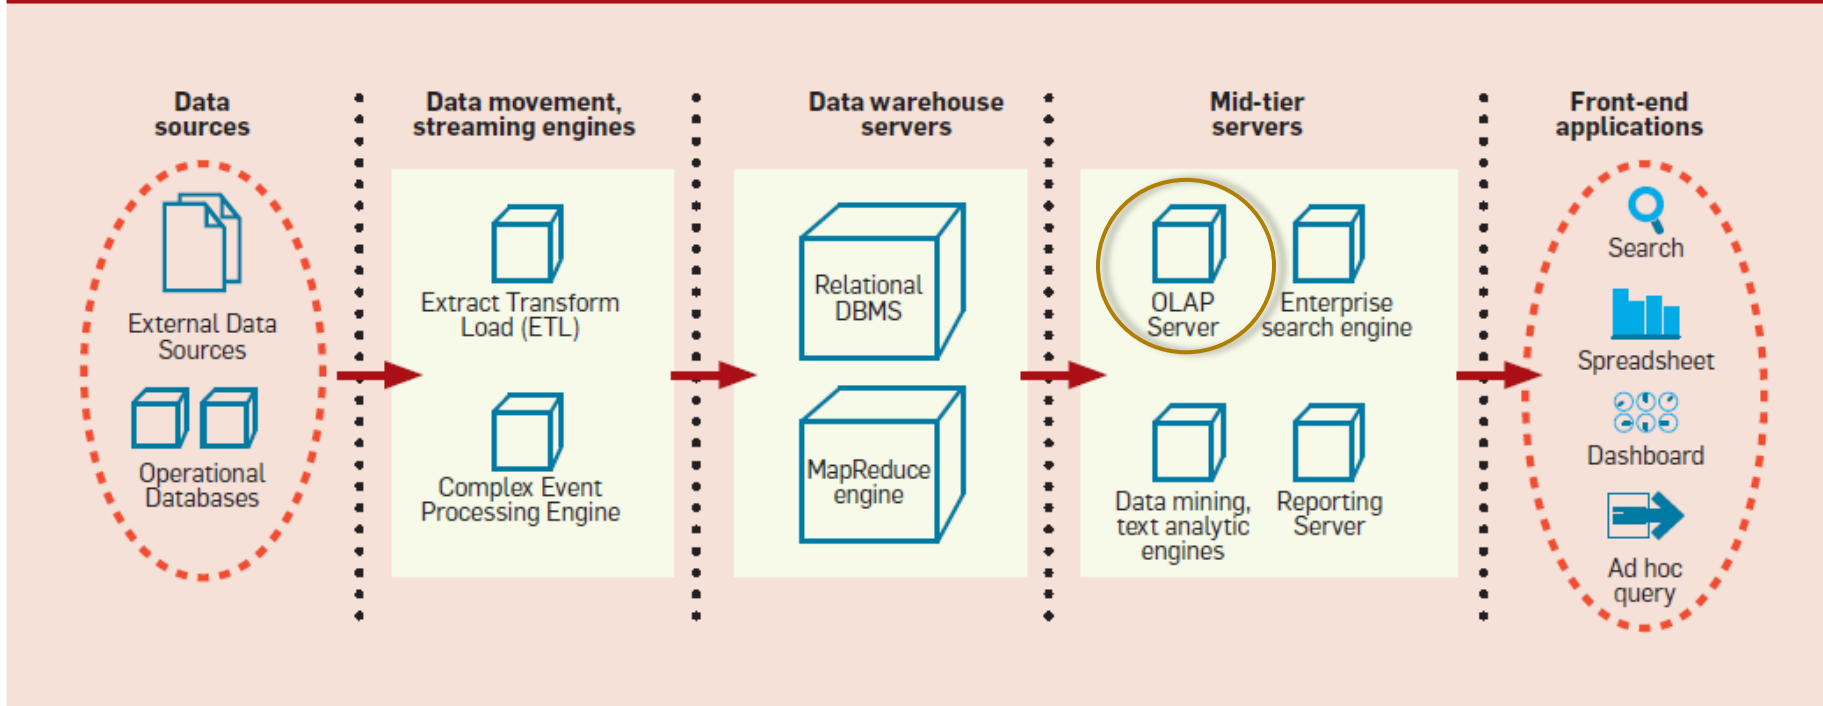 Data
sources
Data movement,
streaming engines
Data warehouse
servers
Mid-tier
servers
Front-end
applications
External Data
Sources
Operational
Databases
Extract Transform
Load (ETL)
Complex Event
Processing Engine
Relational
DBMS
MapReduce
engine
OLAP
Server
Enterprise
search engine
Data mining,
text analytic
engines
Reporting
Server
Search
Spreadsheet
Dashboard
Ad hoc
query